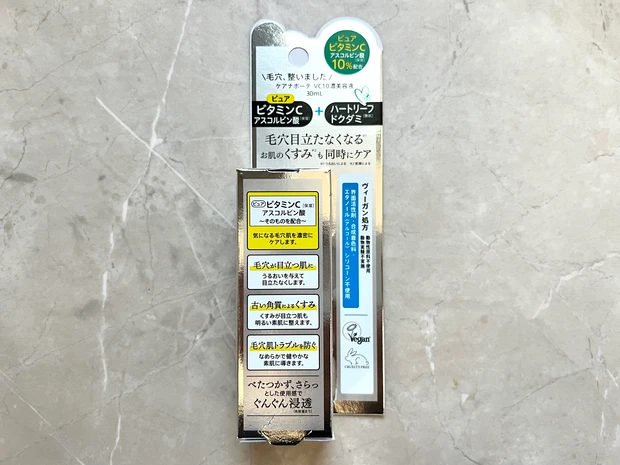 ピュア
ビタミンC
アスコルビン酸
10%配合
\毛穴、整いました/
ケアナボーテ VC10濃美容液
30mL
ピュア
ビタミンC
アスコルビン酸
+
ハートリーフ
ドクダミ
毛穴目立たなくなる
お肌のくすみも同時にケア
ピュアビタミンC[保湿]
アスコルビン酸
～そのものを配合～
気になる毛穴肌を濃密に
ケアします。
毛穴が目立つ肌に
うるおいを与えて
目立たなくします。
古い角質によるくすみ
くすみが目立つ肌も
明るい素肌に整えます。
毛穴肌トラブルを防ぐ
なめらかで健やかな
素肌に導きます。
べたつかず、さらっ
とした使用感で
ぐんぐん浸透
ヴィーガン処方
動物性原料不使用
動物実験不実施
界面活性剤・合成着色料・
エタノール(アルコール)・シリコーン不使用
Vegan
CRUELTY FREE